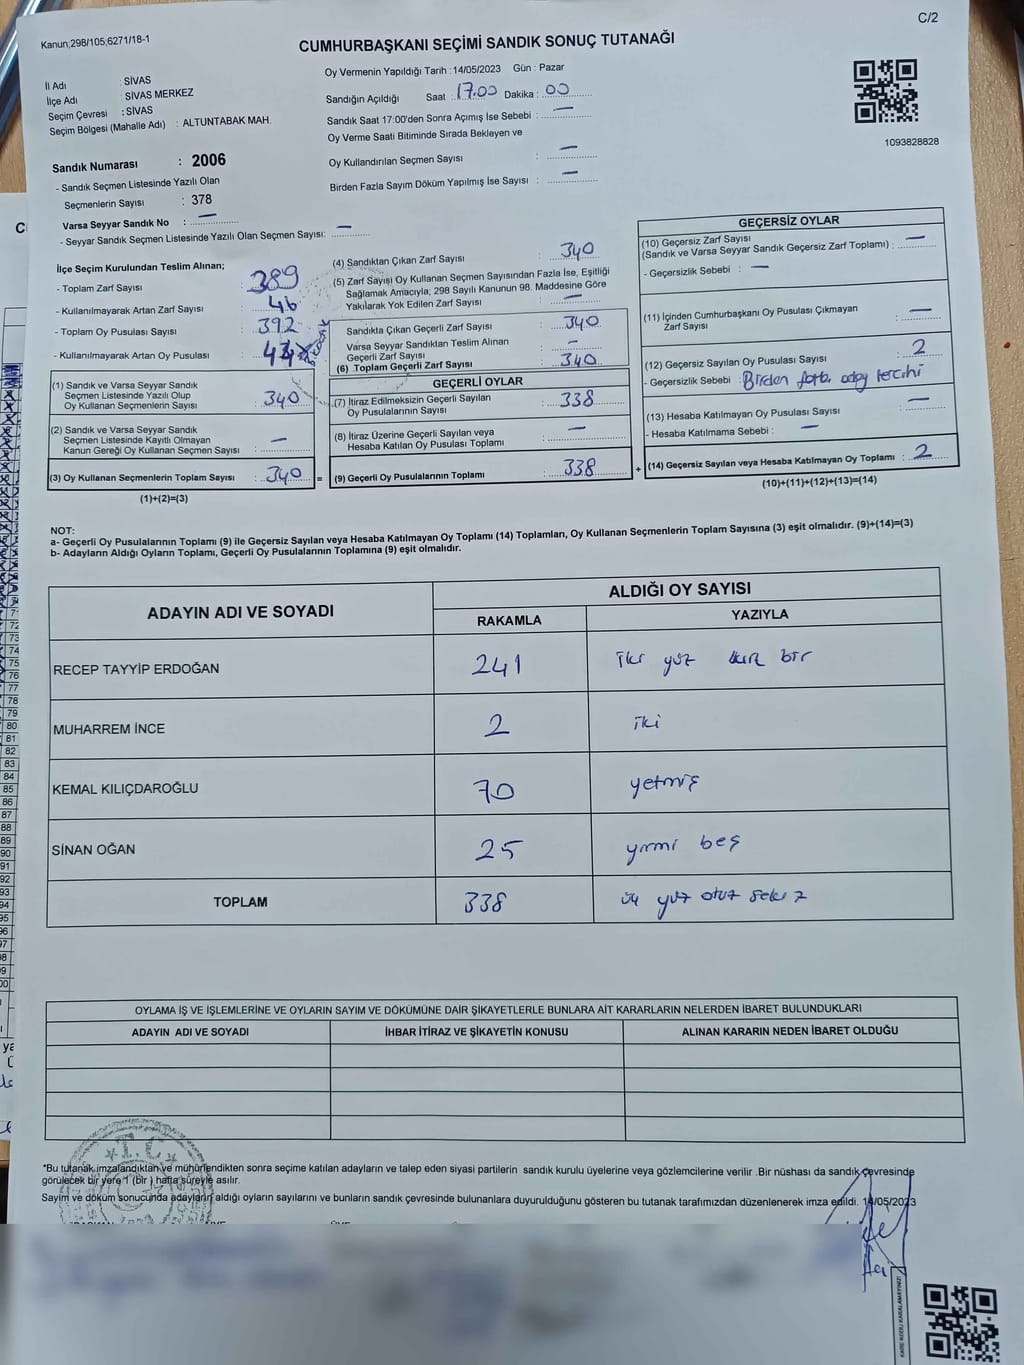 C/2
Kanun;298/105;6271/18-1
CUMHURBAŞKANI SEÇİMİ SANDIK SONUÇ TUTANAĞI
İl Adı : SİVAS
İlçe Adı : SİVAS MERKEZ
Seçim Çevresi : SİVAS
Seçim Bölgesi (Mahalle Adı) : ALTUNTABAK MAH.
Oy Vermenin Yapıldığı Tarih : 14/05/2023 Gün : Pazar
Sandığın Açıldığı Saat 17.00 Dakika : 00
Sandık Saat 17:00'den Sonra Açımış İse Sebebi : —
Oy Verme Saati Bitiminde Sırada Bekleyen ve
Oy Kullandırılan Seçmen Sayısı : —
Birden Fazla Sayım Döküm Yapılmış İse Sayısı : —
1093828828
Sandık Numarası : 2006
- Sandık Seçmen Listesinde Yazılı Olan
Seçmenlerin Sayısı : 378
Varsa Seyyar Sandık No : —
- Seyyar Sandık Seçmen Listesinde Yazılı Olan Seçmen Sayısı: —
İlçe Seçim Kurulundan Teslim Alınan;
- Toplam Zarf Sayısı : 389
- Kullanılmayarak Artan Zarf Sayısı : 46
- Toplam Oy Pusulası Sayısı : 392
- Kullanılmayarak Artan Oy Pusulası :
(1) Sandık ve Varsa Seyyar Sandık
Seçmen Listesinde Yazılı Olup
Oy Kullanan Seçmenlerin Sayısı : 340
(2) Sandık ve Varsa Seyyar Sandık
Seçmen Listesinde Kayıtlı Olmayan
Kanun Gereği Oy Kullanan Seçmen Sayısı : —
(3) Oy Kullanan Seçmenlerin Toplam Sayısı : 340 =
(1)+(2)=(3)
(4) Sandıktan Çıkan Zarf Sayısı : 340
(5) Zarf Sayısı Oy Kullanan Seçmen Sayısından Fazla İse, Eşitliği
Sağlamak Amacıyla, 298 Sayılı Kanunun 98. Maddesine Göre
Yakılarak Yok Edilen Zarf Sayısı : —
Sandıkta Çıkan Geçerli Zarf Sayısı : 340
Varsa Seyyar Sandıktan Teslim Alınan
Geçerli Zarf Sayısı : —
(6) Toplam Geçerli Zarf Sayısı : 340
GEÇERLİ OYLAR
(7) İtiraz Edilmeksizin Geçerli Sayılan
Oy Pusulalarının Sayısı : 338
(8) İtiraz Üzerine Geçerli Sayılan veya
Hesaba Katılan Oy Pusulası Toplamı : —
(9) Geçerli Oy Pusulalarının Toplamı : 338 +
GEÇERSİZ OYLAR
(10) Geçersiz Zarf Sayısı
(Sandık ve Varsa Seyyar Sandık Geçersiz Zarf Toplamı) : —
- Geçersizlik Sebebi : —
(11) İçinden Cumhurbaşkanı Oy Pusulası Çıkmayan
Zarf Sayısı : —
(12) Geçersiz Sayılan Oy Pusulası Sayısı : 2
- Geçersizlik Sebebi : Birden fazla aday tercihi
(13) Hesaba Katılmayan Oy Pusulası Sayısı : —
- Hesaba Katılmama Sebebi : —
(14) Geçersiz Sayılan veya Hesaba Katılmayan Oy Toplamı : 2
(10)+(11)+(12)+(13)=(14)
NOT:
a- Geçerli Oy Pusulalarının Toplamı (9) ile Geçersiz Sayılan veya Hesaba Katılmayan Oy Toplamı (14) Toplamları, Oy Kullanan Seçmenlerin Toplam Sayısına (3) eşit olmalıdır. (9)+(14)=(3)
b- Adayların Aldığı Oyların Toplamı, Geçerli Oy Pusulalarının Toplamına (9) eşit olmalıdır.
ADAYIN ADI VE SOYADI ALDIĞI OY SAYISI
RAKAMLA YAZIYLA
RECEP TAYYİP ERDOĞAN 241 iki yüz kırk bir
MUHARREM İNCE 2 iki
KEMAL KILIÇDAROĞLU 70 yetmiş
SİNAN OĞAN 25 yirmi beş
TOPLAM 338 üç yüz otuz sekiz
OYLAMA İŞ VE İŞLEMLERİNE VE OYLARIN SAYIM VE DÖKÜMÜNE DAİR ŞİKAYETLERLE BUNLARA AİT KARARLARIN NELERDEN İBARET BULUNDUKLARI
ADAYIN ADI VE SOYADI İHBAR İTİRAZ VE ŞİKAYETİN KONUSU ALINAN KARARIN NEDEN İBARET OLDUĞU
T.C.
*Bu tutanak imzalandıktan ve mühürlendikten sonra seçime katılan adayların ve talep eden siyasi partilerin sandık kurulu üyelerine veya gözlemcilerine verilir .Bir nüshası da sandık çevresinde
görülecek bir yere 1 (bir ) hafta süreyle asılır.
Sayım ve döküm sonucunda adayların aldığı oyların sayılarını ve bunların sandık çevresinde bulunanlara duyurulduğunu gösteren bu tutanak tarafımızdan düzenlenerek imza edildi. 14/05/2023
KARE KODU KARALAMAYINIZ!